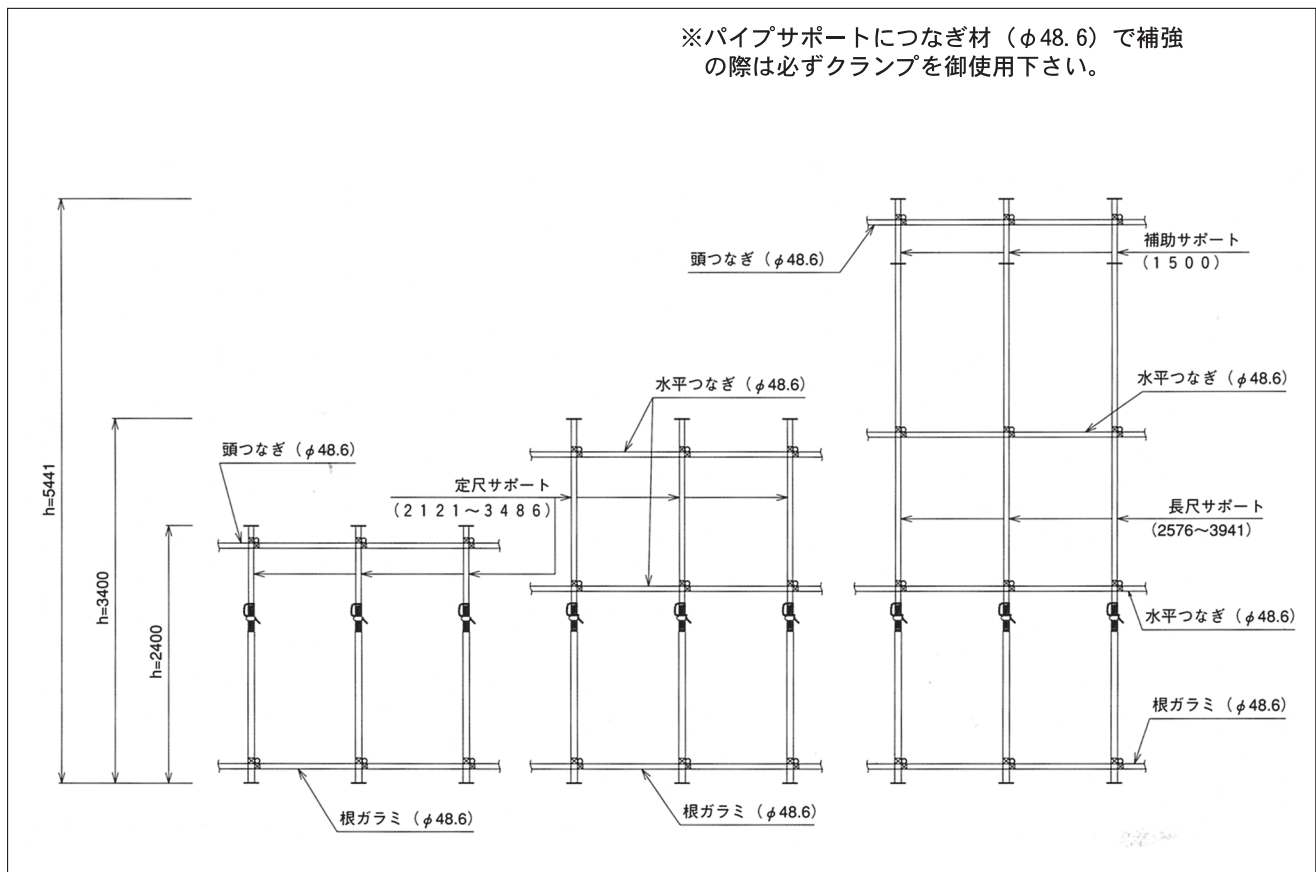 ※パイプサポートにつなぎ材（φ48.6）で補強
の際は必ずクランプを御使用下さい。
h=5441
h=3400
h=2400
頭つなぎ（φ48.6）
根ガラミ（φ48.6）
水平つなぎ（φ48.6）
定尺サポート
(2121～3486)
根ガラミ（φ48.6）
頭つなぎ（φ48.6）
補助サポート
(1500)
水平つなぎ（φ48.6）
長尺サポート
(2576～3941)
水平つなぎ（φ48.6）
根ガラミ（φ48.6）